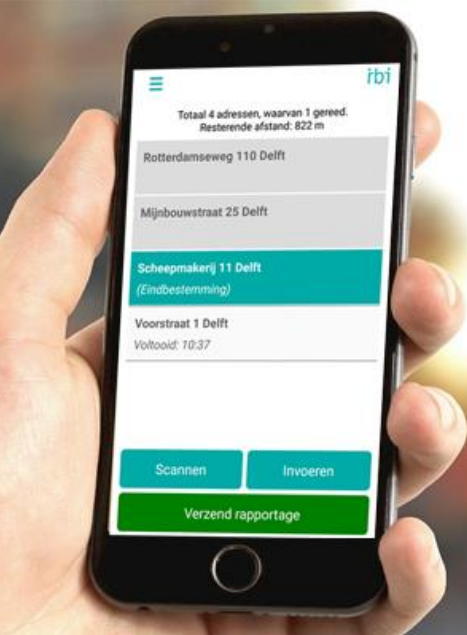 rbi
Totaal 4 adressen, waarvan 1 gereed.
Resterende afstand: 822 m
Rotterdamseweg 110 Delft
Mijnbouwstraat 25 Delft
Scheepmakerij 11 Delft
(Eindbestemming)
Voorstraat 1 Delft
Voltooid: 10:37
Scannen
Invoeren
Verzend rapportage